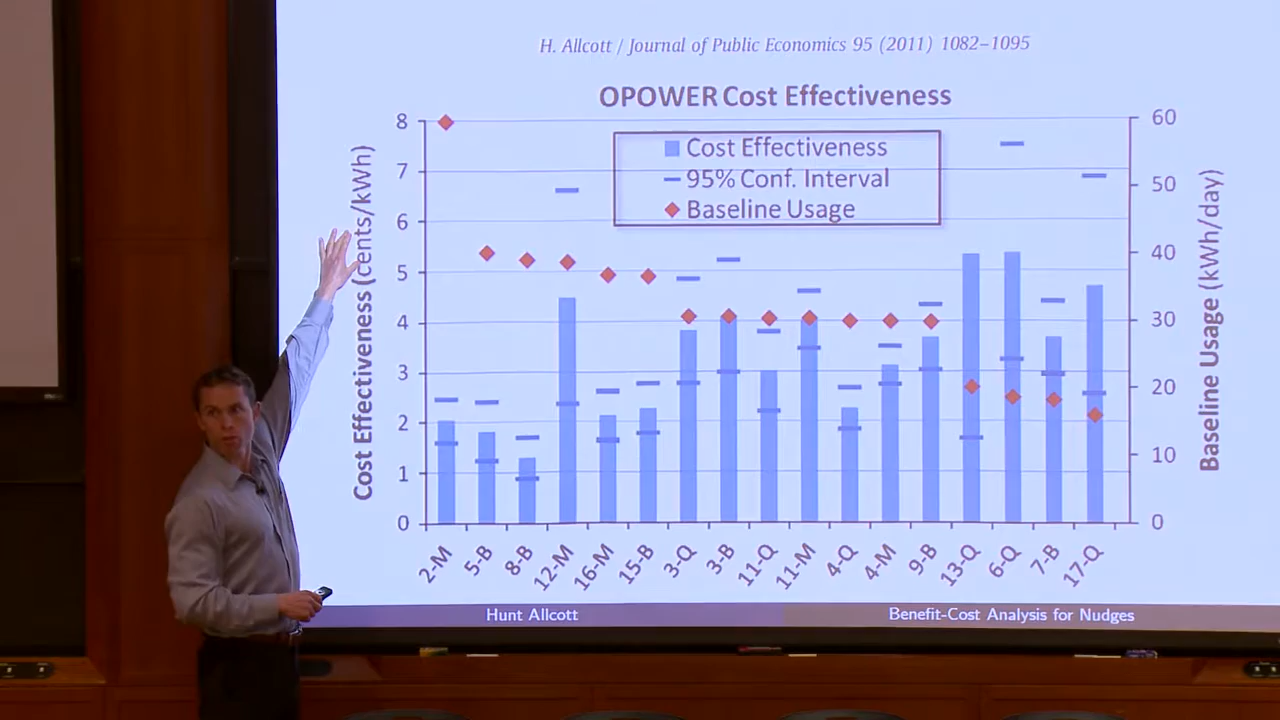 H. Allcott / Journal of Public Economics 95 (2011) 1082–1095
OPOWER Cost Effectiveness
Cost Effectiveness (cents/kWh)
8
7
6
5
4
3
2
1
0
Cost Effectiveness
95% Conf. Interval
Baseline Usage
60
50
40
30
20
10
0
Baseline Usage (kWh/day)
2-M
5-B
8-B
12-M
16-M
15-B
3-Q
3-B
11-Q
11-M
4-Q
4-M
9-B
13-Q
6-Q
7-B
17-Q
Hunt Allcott
Benefit-Cost Analysis for Nudges